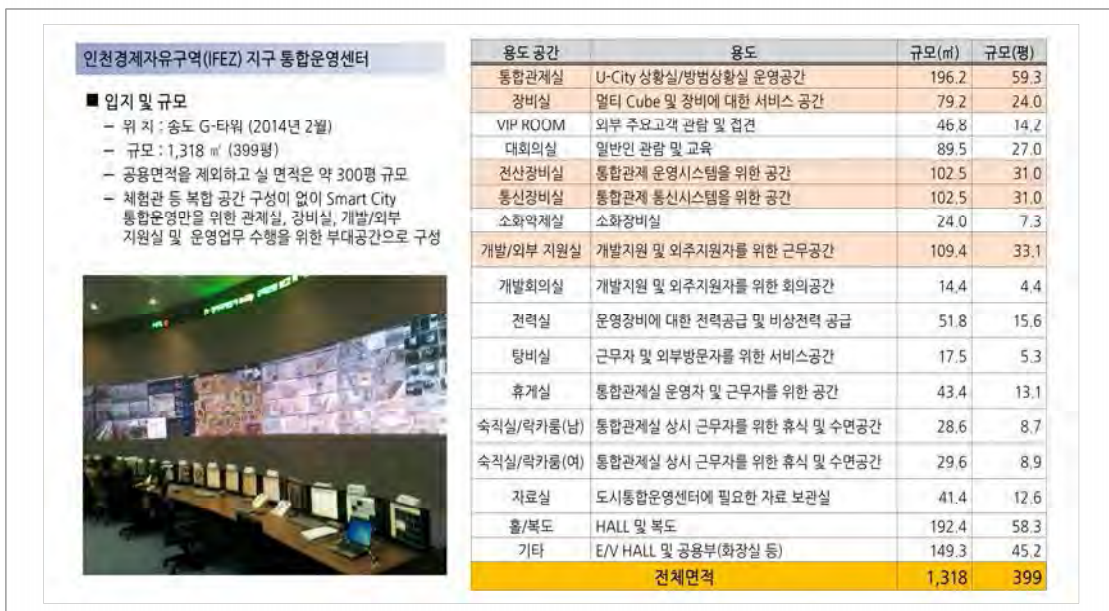 인천경제자유구역(IFEZ) 지구 통합운영센터
■ 입지 및 규모
– 위 치 : 송도 G-타워 (2014년 2월)
– 규모 : 1,318 ㎡ (399평)
– 공용면적을 제외하고 실 면적은 약 300평 규모
– 체험관 등 복합 공간 구성이 없이 Smart City
통합운영만을 위한 관제실, 장비실, 개발/외부
지원실 및 운영업무 수행을 위한 부대공간으로 구성
용도 공간 용도 규모(㎡) 규모(평)
통합관제실 U-City 상황실/방범상황실 운영공간 196.2 59.3
장비실 멀티 Cube 및 장비에 대한 서비스 공간 79.2 24.0
VIP ROOM 외부 주요고객 관람 및 접견 46.8 14.2
대회의실 일반인 관람 및 교육 89.5 27.0
전산장비실 통합관제 운영시스템을 위한 공간 102.5 31.0
통신장비실 통합관제 통신시스템을 위한 공간 102.5 31.0
소화약제실 소화장비실 24.0 7.3
개발/외부 지원실 개발지원 및 외주지원자를 위한 근무공간 109.4 33.1
개발회의실 개발지원 및 외주지원자를 위한 회의공간 14.4 4.4
전력실 운영장비에 대한 전력공급 및 비상전력 공급 51.8 15.6
탕비실 근무자 및 외부방문자를 위한 서비스공간 17.5 5.3
휴게실 통합관제실 운영자 및 근무자를 위한 공간 43.4 13.1
숙직실/락카룸(남) 통합관제실 상시 근무자를 위한 휴식 및 수면공간 28.6 8.7
숙직실/락카룸(여) 통합관제실 상시 근무자를 위한 휴식 및 수면공간 29.6 8.9
자료실 도시통합운영센터에 필요한 자료 보관실 41.4 12.6
홀/복도 HALL 및 복도 192.4 58.3
기타 E/V HALL 및 공용부(화장실 등) 149.3 45.2
전체면적 1,318 399